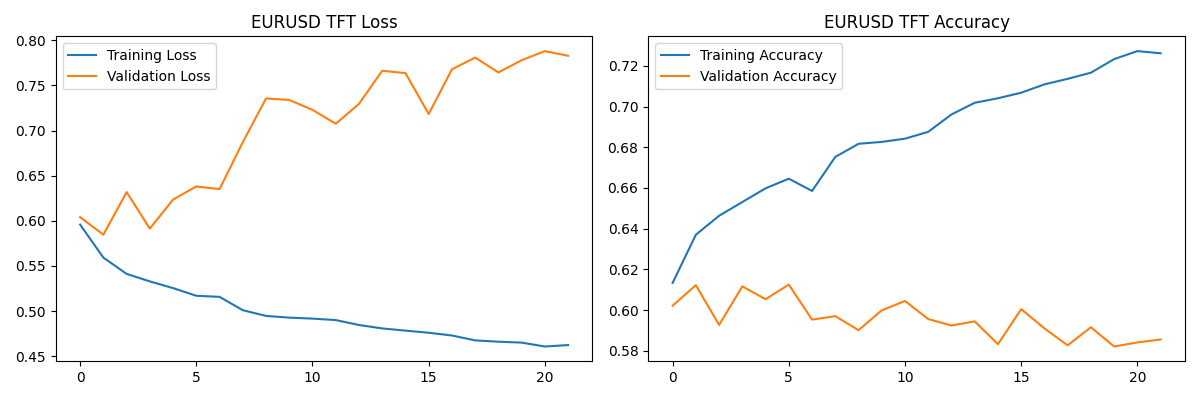 EURUSD TFT Loss
Training Loss
Validation Loss
0.80
0.75
0.70
0.65
0.60
0.55
0.50
0.45
0 5 10 15 20
EURUSD TFT Accuracy
Training Accuracy
Validation Accuracy
0.72
0.70
0.68
0.66
0.64
0.62
0.60
0.58
0 5 10 15 20